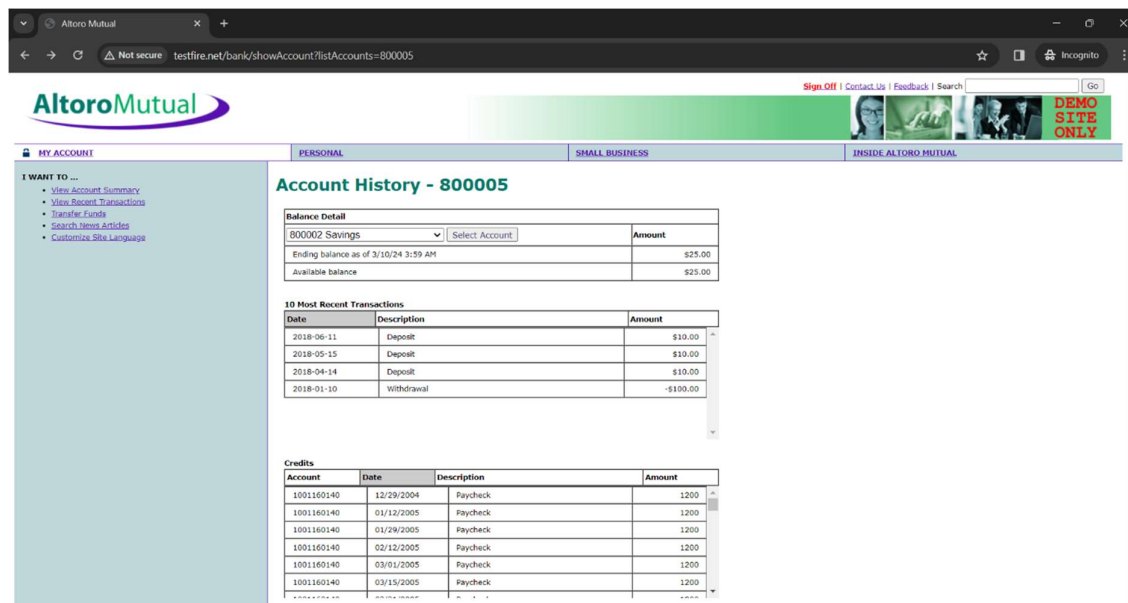 Altoro Mutual
Not secure testfire.net/bank/showAccount?listAccounts=800005 Incognito
Sign Off | Contact Us | Feedback | Search Go
AltoroMutual
DEMO
SITE
ONLY
MY ACCOUNT PERSONAL SMALL BUSINESS INSIDE ALTORO MUTUAL
I WANT TO ...
View Account Summary
View Recent Transactions
Transfer Funds
Search News Articles
Customize Site Language
Account History - 800005
Balance Detail
800002 Savings Select Account Amount
Ending balance as of 3/10/24 3:59 AM $25.00
Available balance $25.00
10 Most Recent Transactions
Date Description Amount
2018-06-11 Deposit $10.00
2018-05-15 Deposit $10.00
2018-04-14 Deposit $10.00
2018-01-10 Withdrawal -$100.00
Credits
Account Date Description Amount
1001160140 12/29/2004 Paycheck 1200
1001160140 01/12/2005 Paycheck 1200
1001160140 01/29/2005 Paycheck 1200
1001160140 02/12/2005 Paycheck 1200
1001160140 03/01/2005 Paycheck 1200
1001160140 03/15/2005 Paycheck 1200